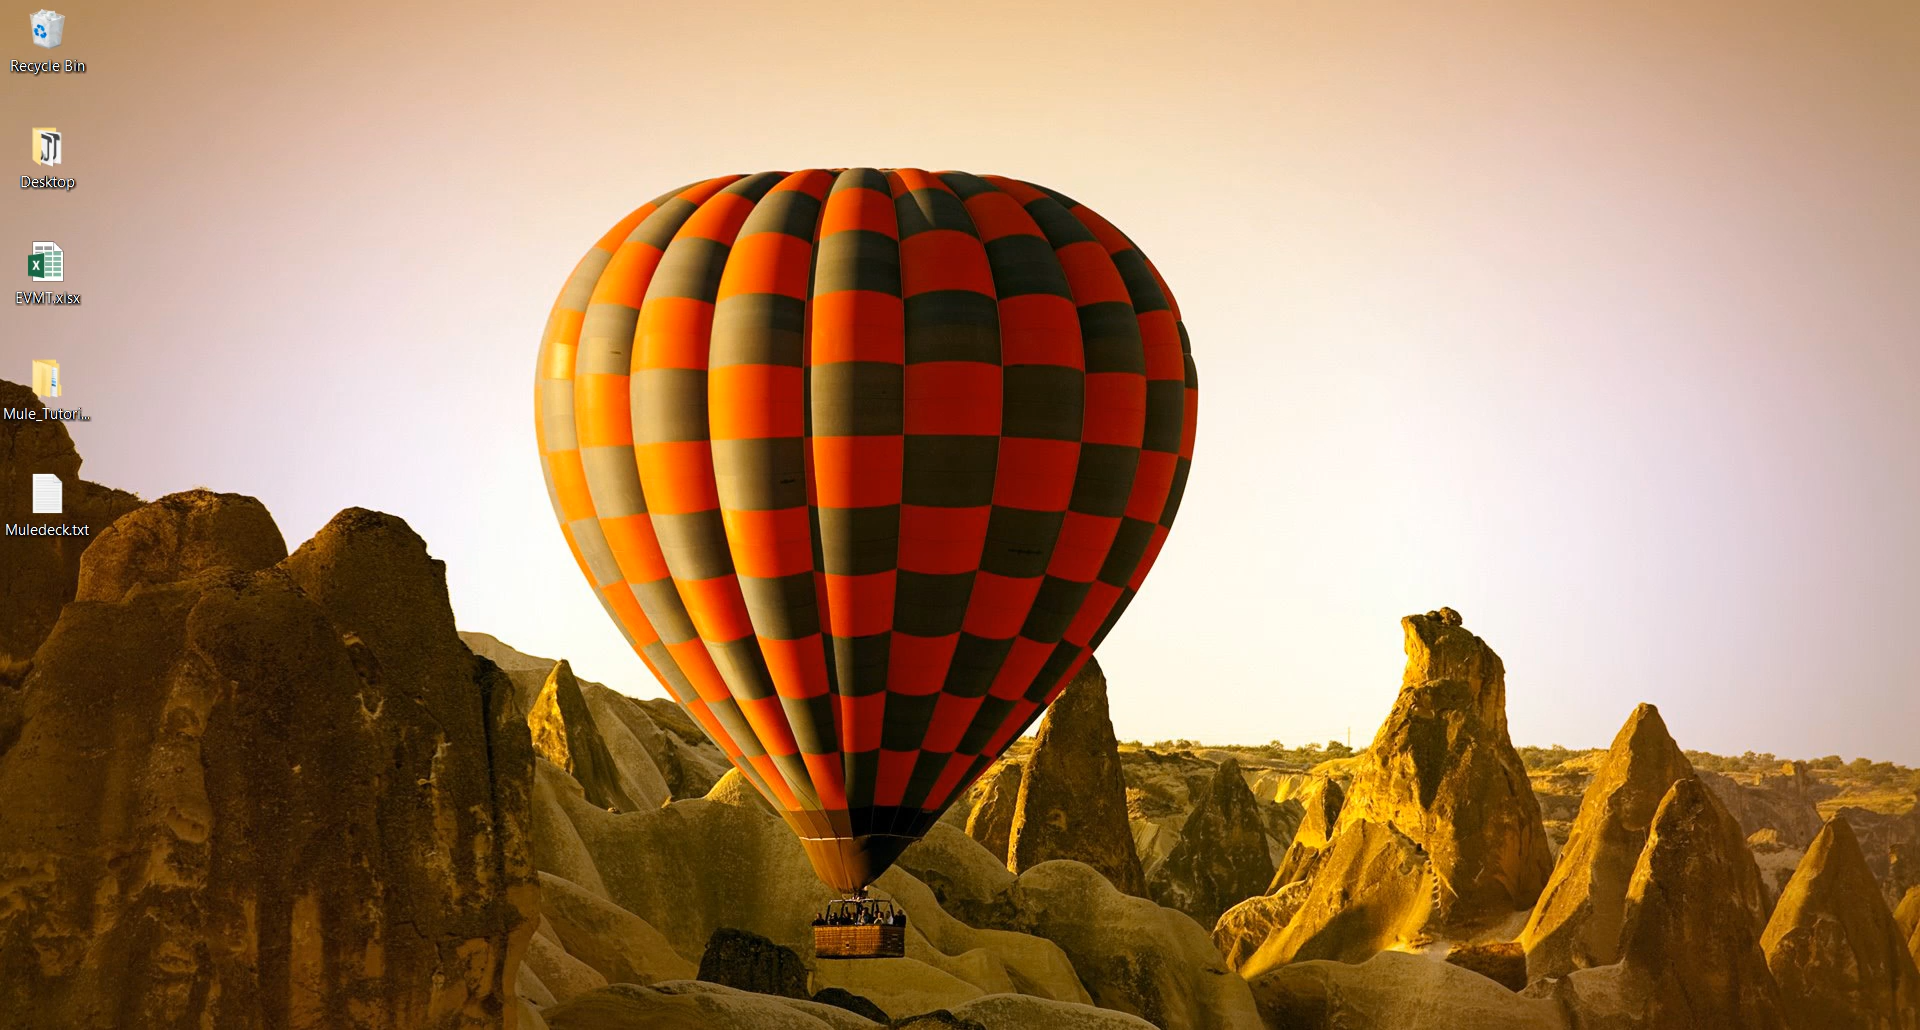 Recycle Bin
Desktop
EVMT.xlsx
Mule_Tutori...
Muledeck.txt